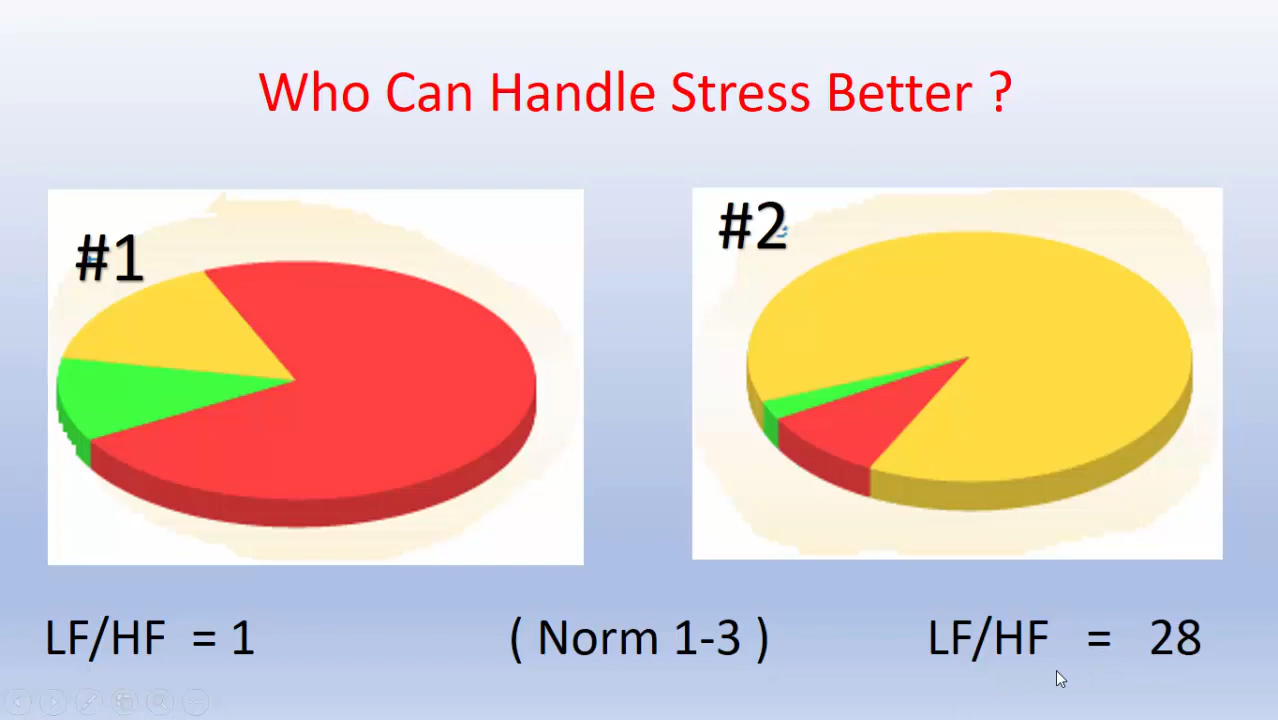 Who Can Handle Stress Better ?
#1
#2
LF/HF = 1
( Norm 1-3 )
LF/HF = 28